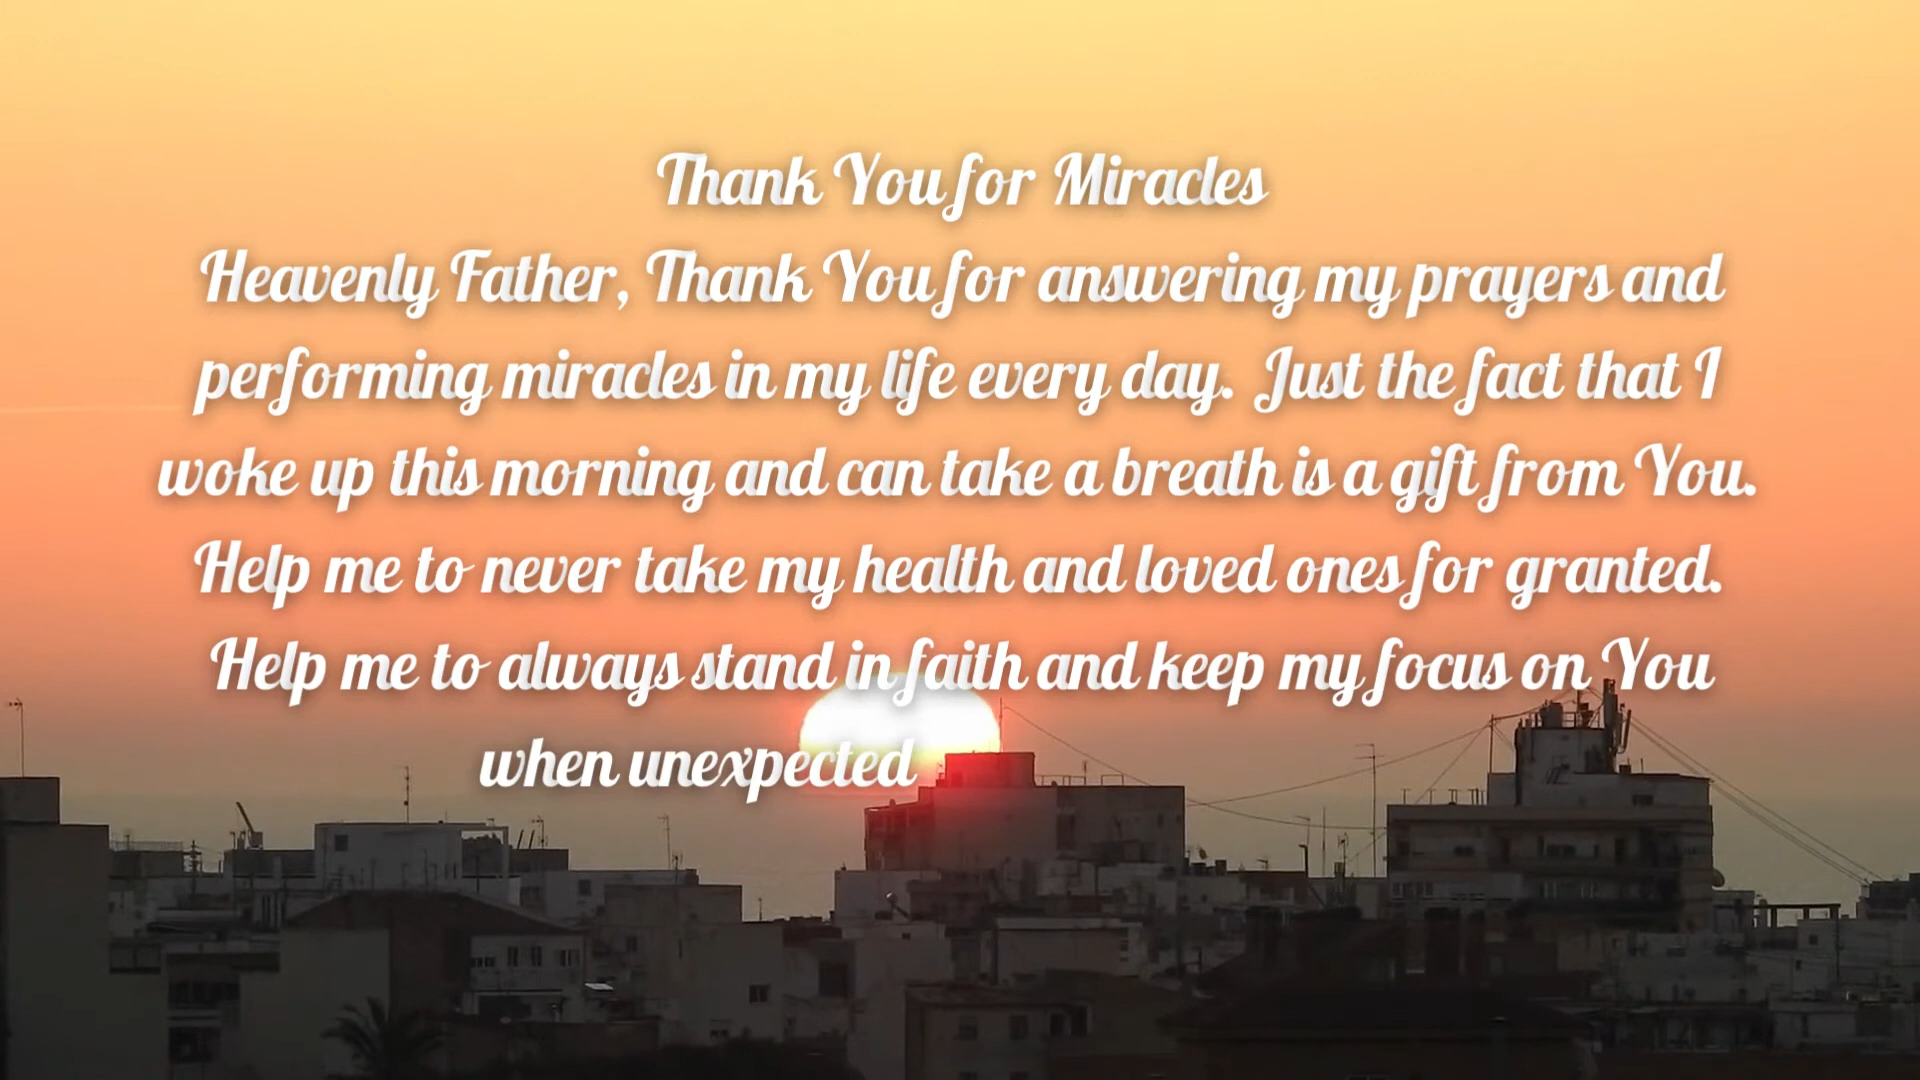 Thank You for Miracles
Heavenly Father, Thank You for answering my prayers and
performing miracles in my life every day. Just the fact that I
woke up this morning and can take a breath is a gift from You.
Help me to never take my health and loved ones for granted.
Help me to always stand in faith and keep my focus on You
when unexpected